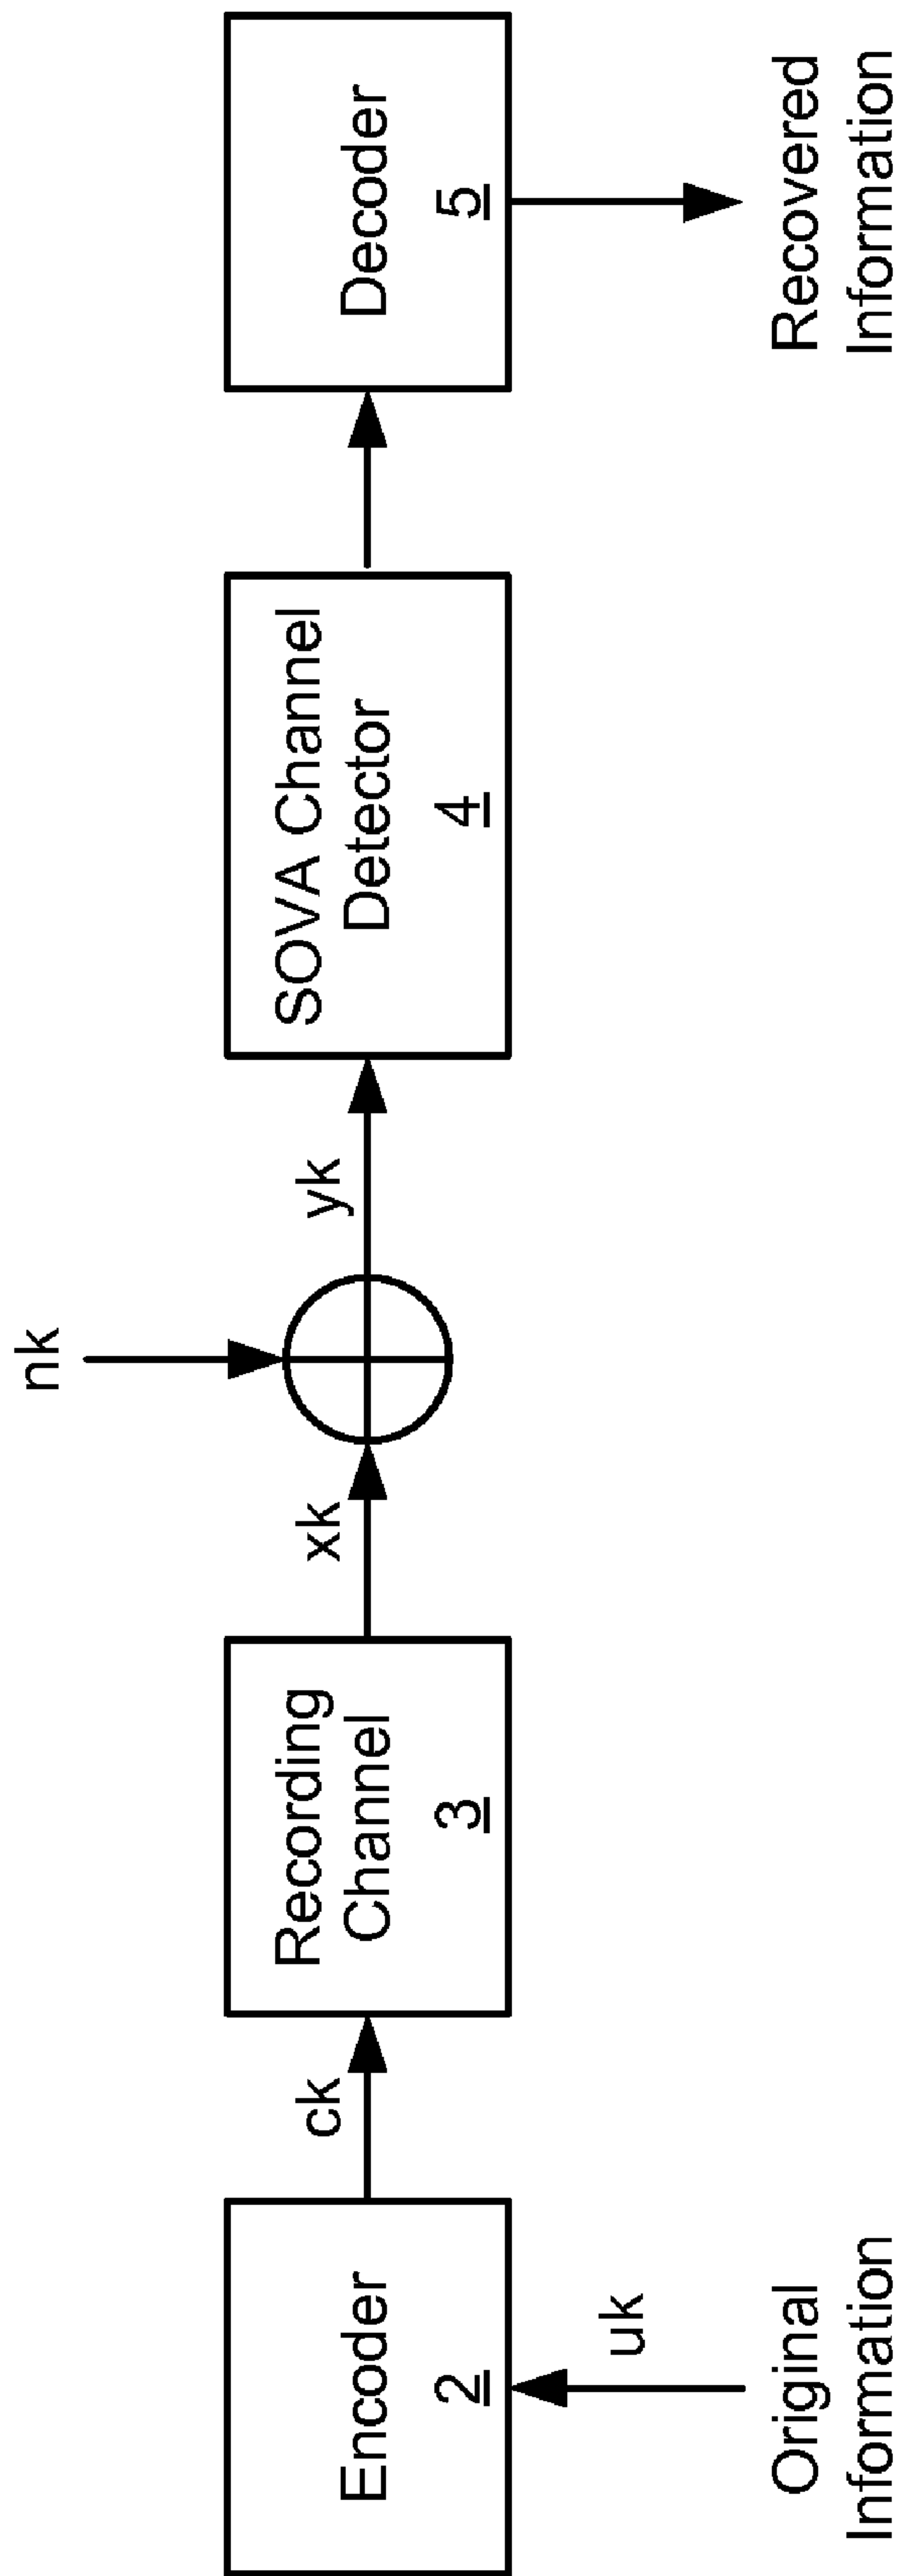 Original
Information
uk
Encoder
2
ck
Recording
Channel
3
xk
nk
yk
SOVA Channel
Detector
4
Decoder
5
Recovered
Information